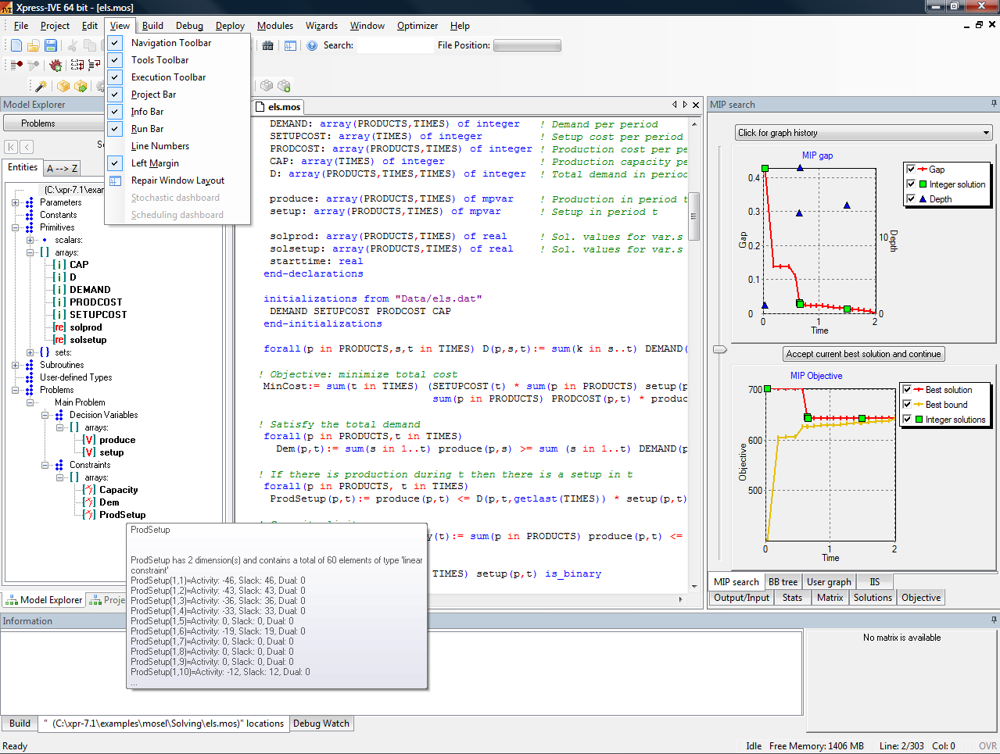 Xpress-IVE 64 bit - [els.mos]
File Project Edit View Build Debug Deploy Modules Wizards Window Optimizer Help
Search: File Position:
Navigation Toolbar
Tools Toolbar
Execution Toolbar
Project Bar
Info Bar
Run Bar
Line Numbers
Left Margin
Repair Window Layout
Stochastic dashboard
Scheduling dashboard
Model Explorer
Problems
Entities A --> Z
(C:\xpr-7.1\exar
Parameters
Constants
Primitives
scalars:
[ ] arrays:
[i] CAP
[i] D
[i] DEMAND
[i] PRODCOST
[i] SETUPCOST
[re] solprod
[re] solsetup
{} sets:
Subroutines
User-defined Types
Problems
Main Problem
Decision Variables
[ ] arrays:
[V] produce
[V] setup
Constraints
[ ] arrays:
Capacity
Dem
ProdSetup
Model Explorer Proje
els.mos
DEMAND: array(PRODUCTS,TIMES) of integer ! Demand per period
SETUPCOST: array(TIMES) of integer ! Setup cost per period
PRODCOST: array(PRODUCTS,TIMES) of integer ! Production cost per pe
CAP: array(TIMES) of integer ! Production capacity pe
D: array(PRODUCTS,TIMES,TIMES) of integer ! Total demand in period
produce: array(PRODUCTS,TIMES) of mpvar ! Production in period t
setup: array(PRODUCTS,TIMES) of mpvar ! Setup in period t
solprod: array(PRODUCTS,TIMES) of real ! Sol. values for var.s
solsetup: array(PRODUCTS,TIMES) of real ! Sol. values for var.s
starttime: real
end-declarations
initializations from "Data/els.dat"
DEMAND SETUPCOST PRODCOST CAP
end-initializations
forall(p in PRODUCTS,s,t in TIMES) D(p,s,t):= sum(k in s..t) DEMAND(
! Objective: minimize total cost
MinCost:= sum(t in TIMES) (SETUPCOST(t) * sum(p in PRODUCTS) setup(p
sum(p in PRODUCTS) PRODCOST(p,t) * produc
! Satisfy the total demand
forall(p in PRODUCTS,t in TIMES)
Dem(p,t):= sum(s in 1..t) produce(p,s) >= sum (s in 1..t) DEMAND(p
! If there is production during t then there is a setup in t
forall(p in PRODUCTS, t in TIMES)
ProdSetup(p,t):= produce(p,t) <= D(p,t,getlast(TIMES)) * setup(p,t)
y(t):= sum(p in PRODUCTS) produce(p,t) <=
TIMES) setup(p,t) is_binary
ProdSetup
ProdSetup has 2 dimension(s) and contains a total of 60 elements of type 'linear
constraint'
ProdSetup(1,1)=Activity: -46, Slack: 46, Dual: 0
ProdSetup(1,2)=Activity: -43, Slack: 43, Dual: 0
ProdSetup(1,3)=Activity: -36, Slack: 36, Dual: 0
ProdSetup(1,4)=Activity: -33, Slack: 33, Dual: 0
ProdSetup(1,5)=Activity: 0, Slack: 0, Dual: 0
ProdSetup(1,6)=Activity: -19, Slack: 19, Dual: 0
ProdSetup(1,7)=Activity: 0, Slack: 0, Dual: 0
ProdSetup(1,8)=Activity: 0, Slack: 0, Dual: 0
ProdSetup(1,9)=Activity: 0, Slack: 0, Dual: 0
ProdSetup(1,10)=Activity: -12, Slack: 12, Dual: 0
...
MIP search
Click for graph history
MIP gap
0.4
0.3
0.2
0.1
0
Gap
10
0
Depth
0 1 2
Time
Gap
Integer solution
Depth
Accept current best solution and continue
MIP Objective
700
600
500
Objective
0 1 2
Time
Best solution
Best bound
Integer solutions
MIP search BB tree User graph IIS
Output/Input Stats Matrix Solutions Objective
Information
No matrix is available
Build " (C:\xpr-7.1\examples\mosel\Solving\els.mos)" locations Debug Watch
Ready Idle Free Memory: 1406 MB Line: 2/303 Col: 0 OVR